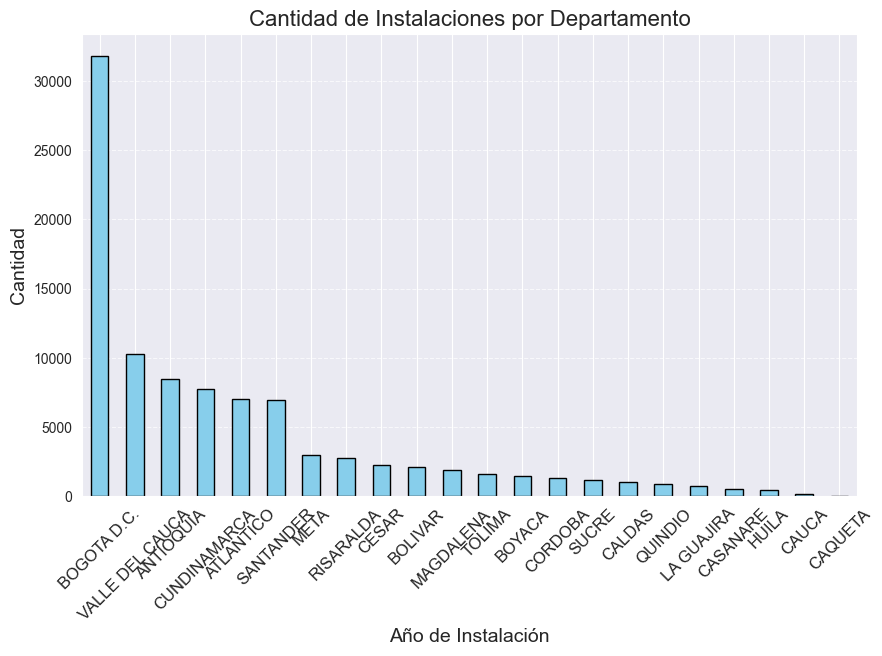 Cantidad de Instalaciones por Departamento
Cantidad
30000
25000
20000
15000
10000
5000
0
BOGOTA D.C.
VALLE DEL CAUCA
ANTIOQUIA
CUNDINAMARCA
ATLANTICO
SANTANDER
META
RISARALDA
CESAR
BOLIVAR
MAGDALENA
TOLIMA
BOYACA
CORDOBA
SUCRE
CALDAS
QUINDIO
LA GUAJIRA
CASANARE
HUILA
CAUCA
CAQUETA
Año de Instalación